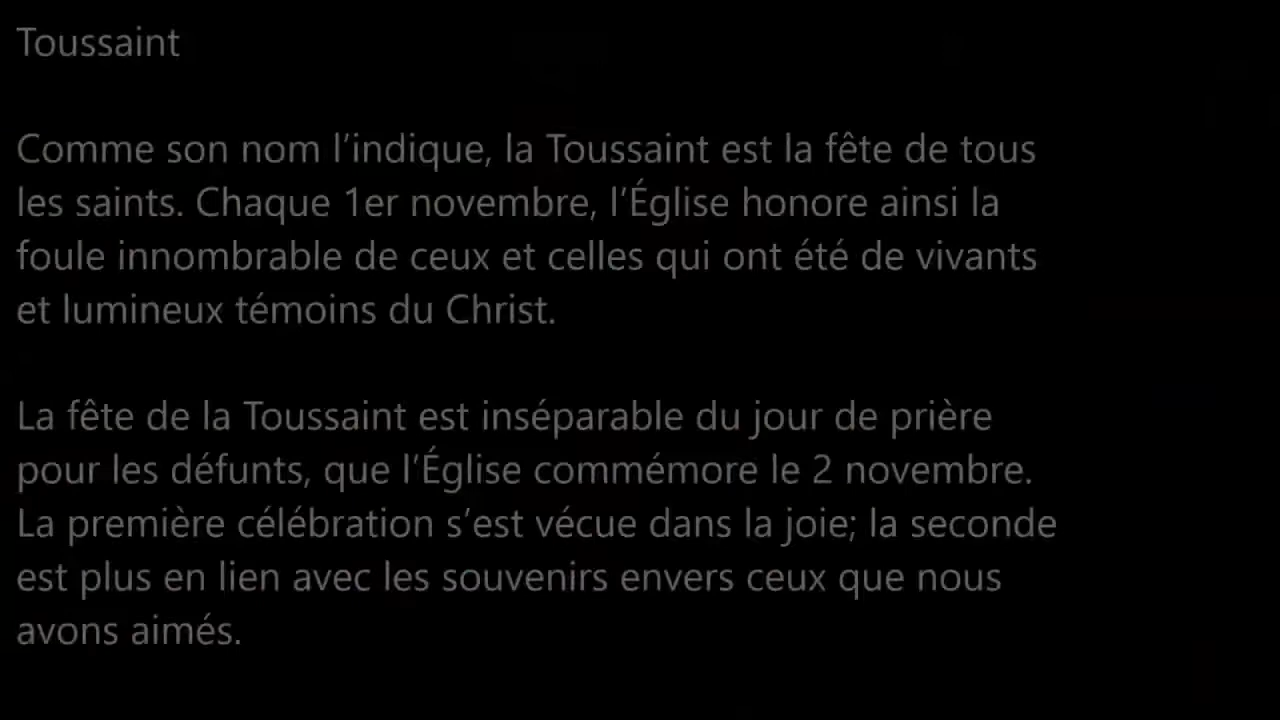 Toussaint
Comme son nom l’indique, la Toussaint est la fête de tous
les saints. Chaque 1er novembre, l’Église honore ainsi la
foule innombrable de ceux et celles qui ont été de vivants
et lumineux témoins du Christ.
La fête de la Toussaint est inséparable du jour de prière
pour les défunts, que l’Église commémore le 2 novembre.
La première célébration s’est vécue dans la joie; la seconde
est plus en lien avec les souvenirs envers ceux que nous
avons aimés.